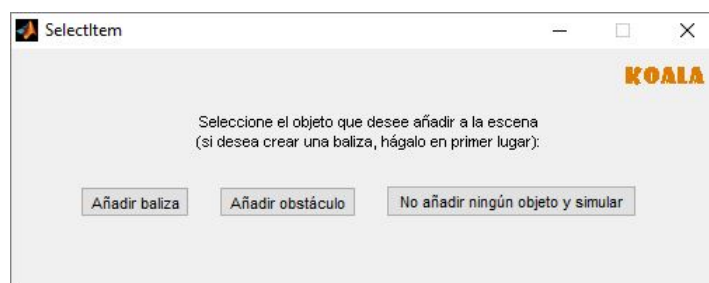 SelectItem
KOALA
Seleccione el objeto que desee añadir a la escena
(si desea crear una baliza, hágalo en primer lugar):
Añadir baliza Añadir obstáculo No añadir ningún objeto y simular